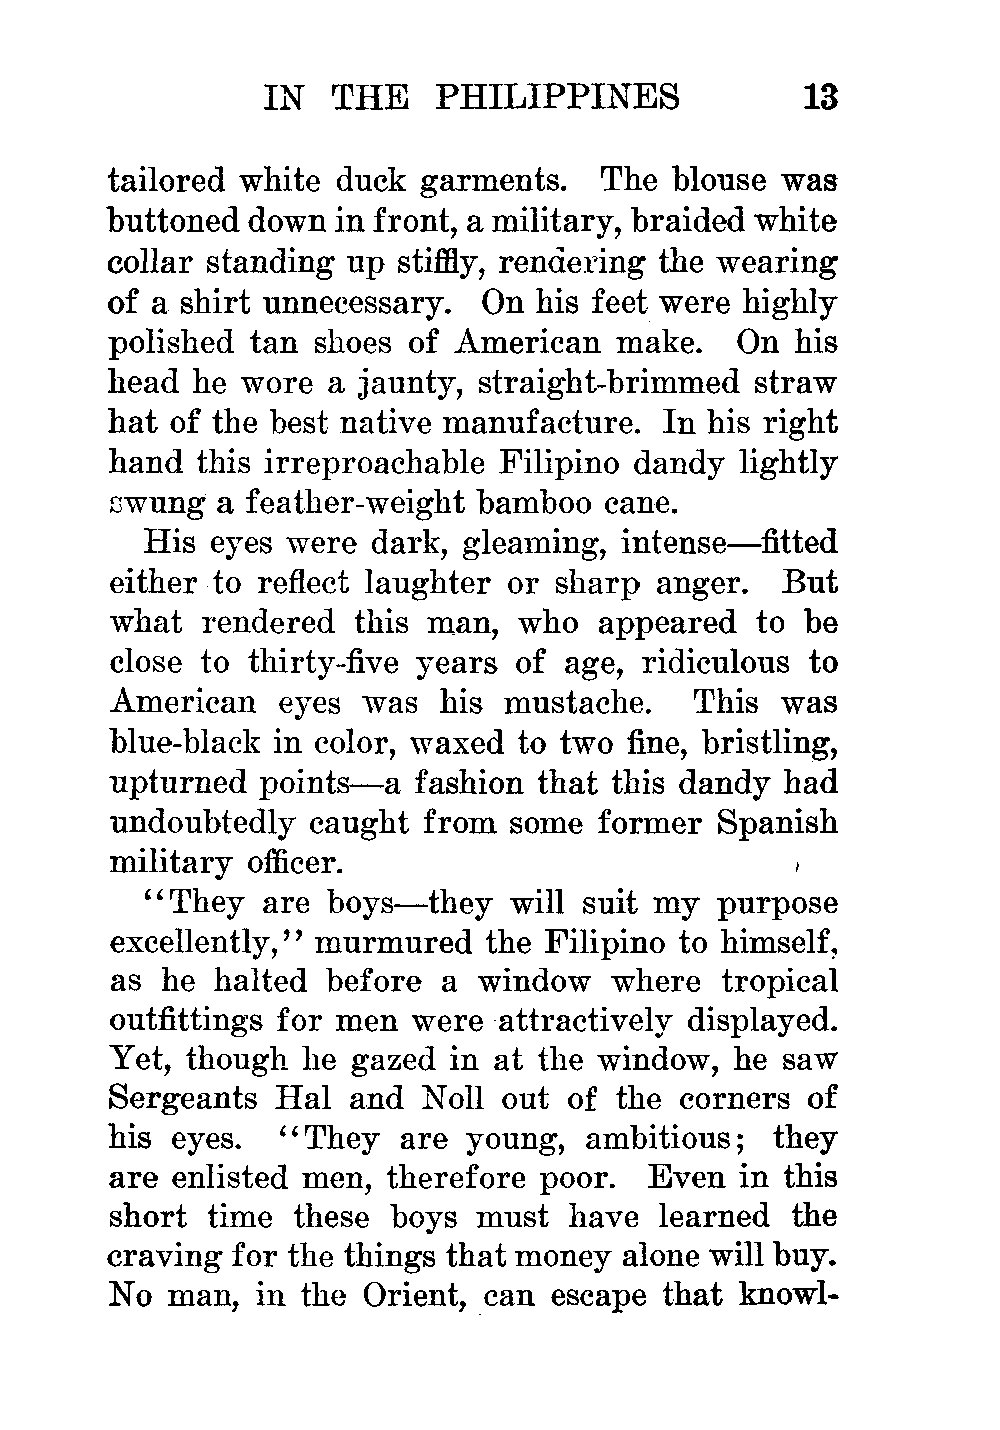 IN THE PHILIPPINES 13
tailored white duck garments. The blouse was
buttoned down in front, a military, braided white
collar standing up stiffly, rendering the wearing
of a shirt unnecessary. On his feet were highly
polished tan shoes of American make. On his
head he wore a jaunty, straight-brimmed straw
hat of the best native manufacture. In his right
hand this irreproachable Filipino dandy lightly
swung a feather-weight bamboo cane.
His eyes were dark, gleaming, intense—fitted
either to reflect laughter or sharp anger. But
what rendered this man, who appeared to be
close to thirty-five years of age, ridiculous to
American eyes was his mustache. This was
blue-black in color, waxed to two fine, bristling,
upturned points—a fashion that this dandy had
undoubtedly caught from some former Spanish
military officer.
“They are boys—they will suit my purpose
excellently,” murmured the Filipino to himself,
as he halted before a window where tropical
outfittings for men were attractively displayed.
Yet, though he gazed in at the window, he saw
Sergeants Hal and Noll out of the corners of
his eyes. “They are young, ambitious; they
are enlisted men, therefore poor. Even in this
short time these boys must have learned the
craving for the things that money alone will buy.
No man, in the Orient, can escape that knowl-